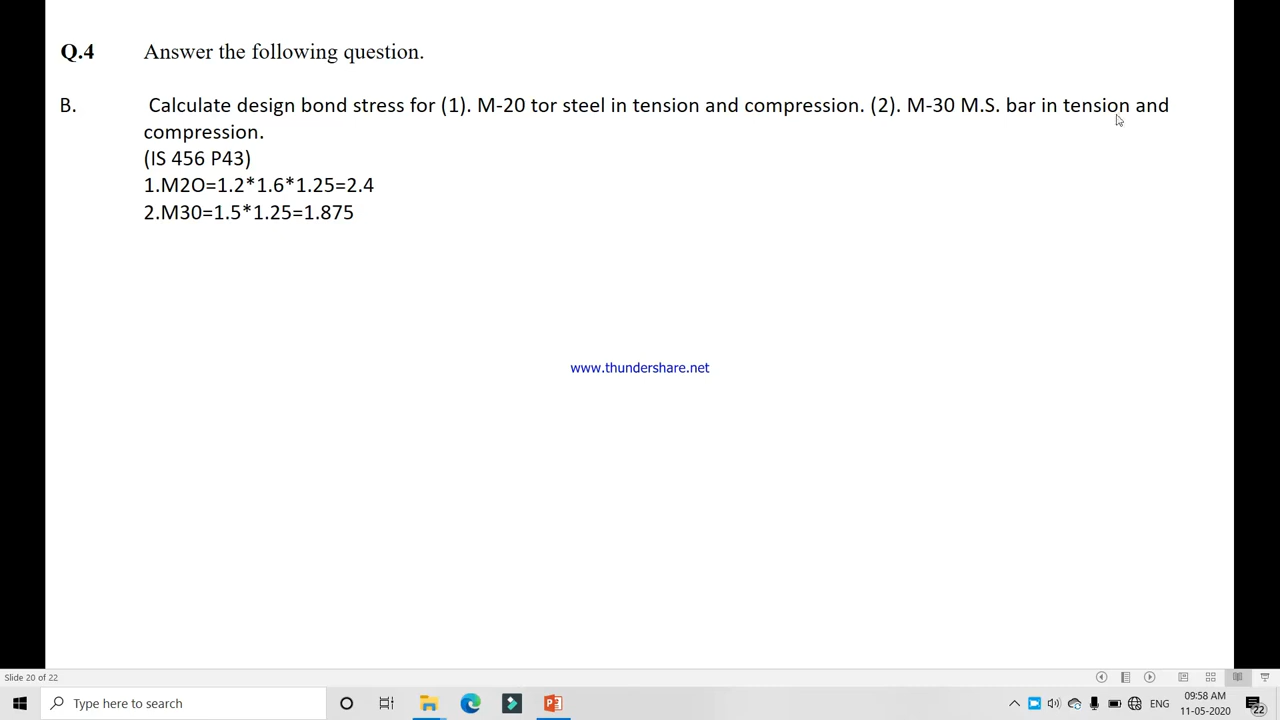 Q.4 Answer the following question.
B. Calculate design bond stress for (1). M-20 tor steel in tension and compression. (2). M-30 M.S. bar in tension and
compression.
(IS 456 P43)
1.M2O=1.2*1.6*1.25=2.4
2.M30=1.5*1.25=1.875
www.thundershare.net
Slide 20 of 22
Type here to search
ENG
09:58 AM
11-05-2020
22